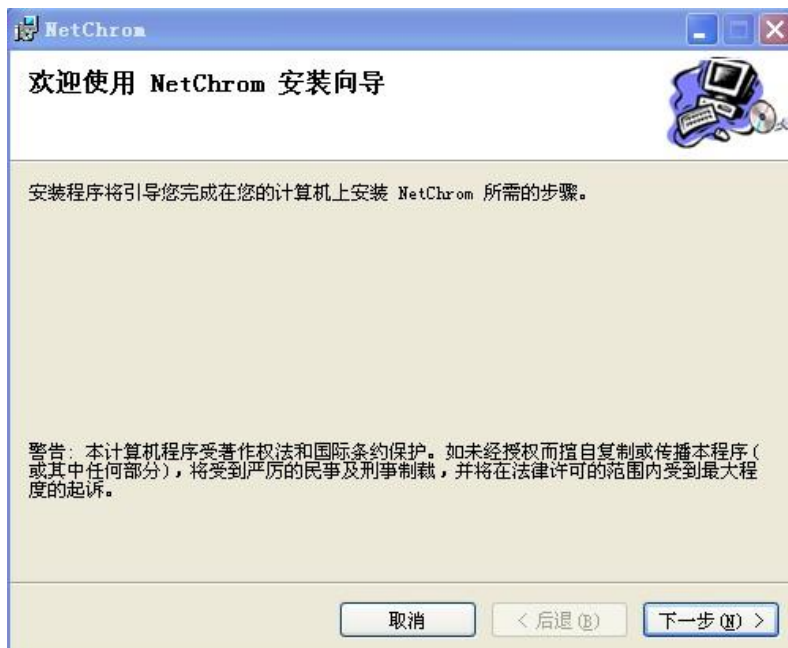 NetChrom
欢迎使用 NetChrom 安装向导
安装程序将引导您完成在您的计算机上安装 NetChrom 所需的步骤。
警告: 本计算机程序受著作权法和国际条约保护。如未经授权而擅自复制或传播本程序(
或其中任何部分)，将受到严厉的民事及刑事制裁，并将在法律许可的范围内受到最大程
度的起诉。
取消
< 后退(B)
下一步(N) >